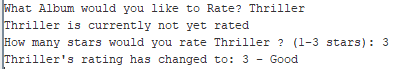 What Album would you like to Rate? Thriller
Thriller is currently not yet rated
How many stars would you rate Thriller ? (1-3 stars): 3
Thriller's rating has changed to: 3 - Good